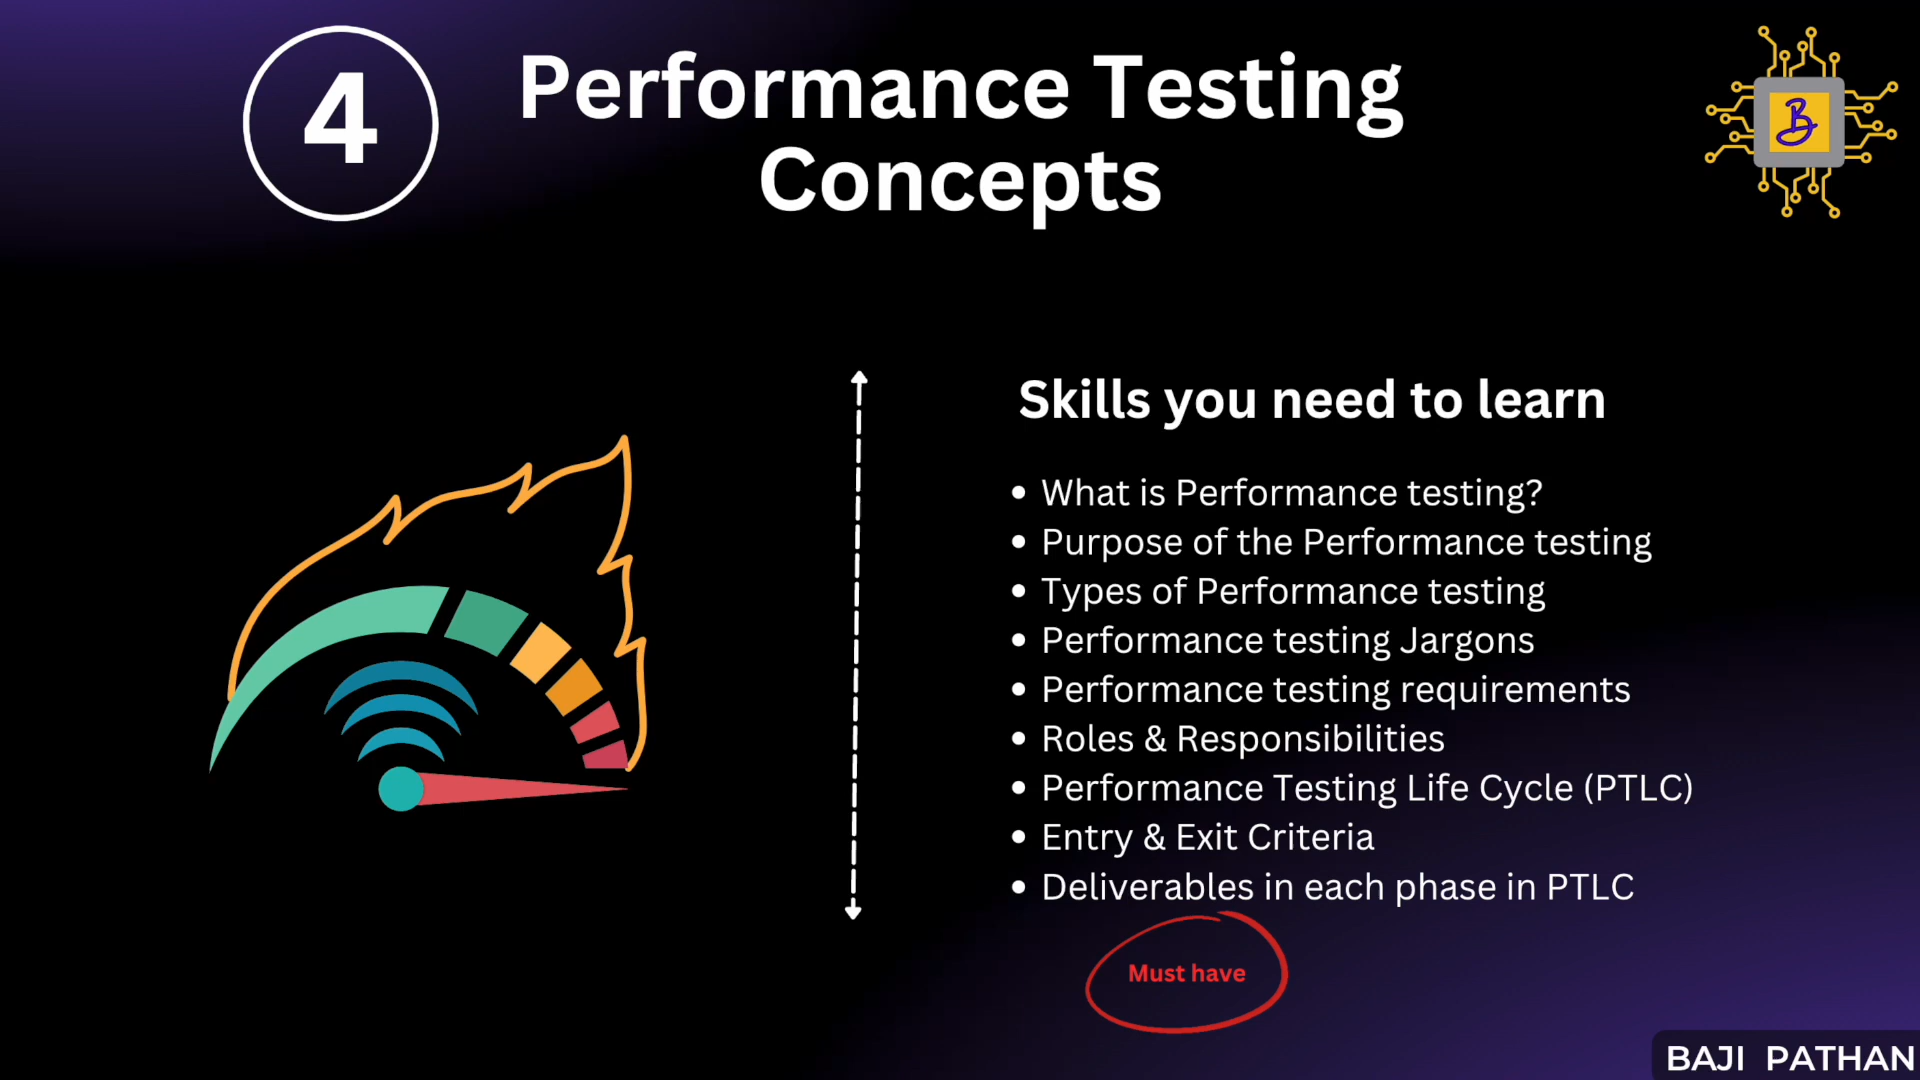 4
Performance Testing
Concepts
B
Skills you need to learn
• What is Performance testing?
• Purpose of the Performance testing
• Types of Performance testing
• Performance testing Jargons
• Performance testing requirements
• Roles & Responsibilities
• Performance Testing Life Cycle (PTLC)
• Entry & Exit Criteria
• Deliverables in each phase in PTLC
Must have
BAJI PATHAN